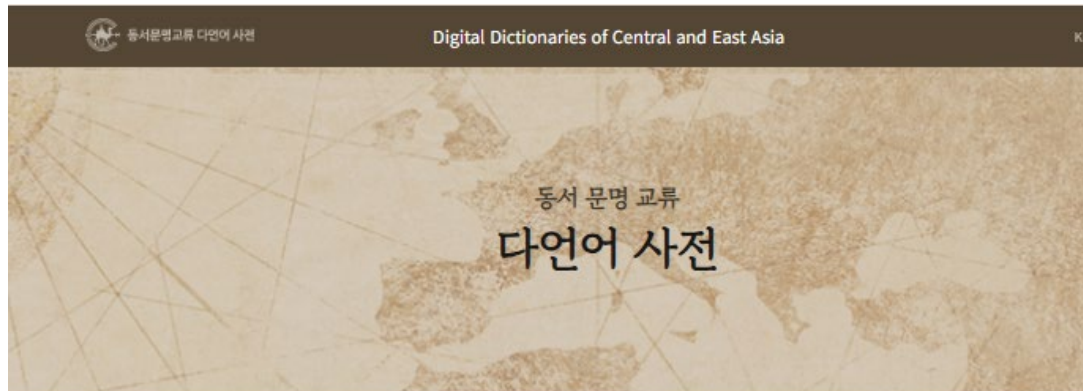 동서문명교류 다언어 사전
Digital Dictionaries of Central and East Asia
K
동서 문명 교류
다언어 사전